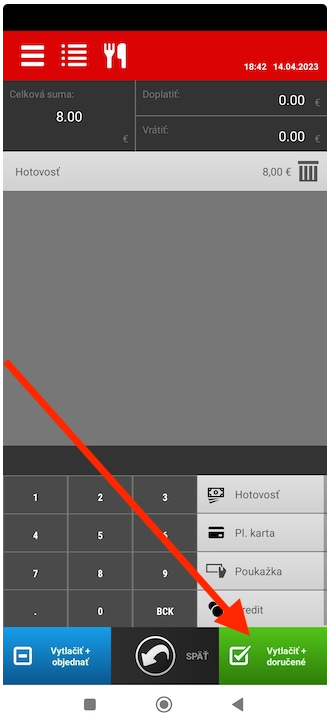 18:42 14.04.2023
Celková suma:
8.00
€
Doplatiť:
0.00 €
Vrátiť:
0.00 €
Hotovosť 8,00 €
1 2 3 Hotovosť
4 5 6 Pl. karta
7 8 9 Poukážka
. 0 BCK
Vytlačiť +
objednať
SPÄŤ
Vytlačiť +
doručené